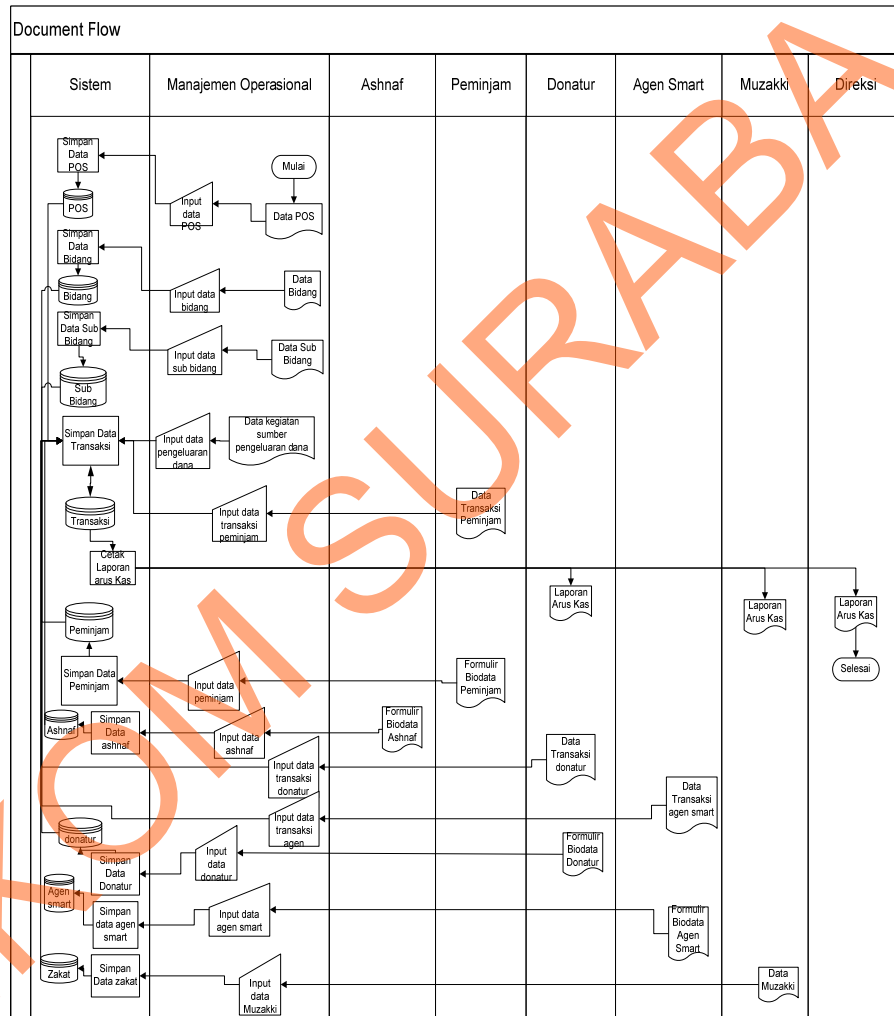 Document Flow
Sistem
Manajemen Operasional
Ashnaf
Peminjam
Donatur
Agen Smart
Muzakki
Direksi
Simpan
Data
POS
Mulai
Input
data
POS
Data POS
POS
Simpan
Data
Bidang
Input data
bidang
Data
Bidang
Bidang
Simpan
Data Sub
Bidang
Input data
sub bidang
Data Sub
Bidang
Sub
Bidang
Simpan Data
Transaksi
Input data
pengeluaran
dana
Data kegiatan
sumber
pengeluaran dana
Transaksi
Input data
transaksi
peminjam
Data
Transaksi
Peminjam
Cetak
Laporan
arus Kas
Laporan
Arus Kas
Laporan
Arus Kas
Laporan
Arus Kas
Peminjam
Selesai
Simpan Data
Peminjam
Input data
peminjam
Formulir
Biodata
Peminjam
Ashnaf
Simpan
Data
ashnaf
Input data
ashnaf
Formulir
Biodata
Ashnaf
Input data
transaksi
donatur
Data
Transaksi
donatur
Input data
transaksi
agen
Data
Transaksi
agen smart
donatur
Simpan
Data
Donatur
Input
data
donatur
Formulir
Biodata
Donatur
Agen
smart
Simpan
data agen
smart
Input data
agen smart
Formulir
Biodata
Agen
Smart
Zakat
Simpan
Data zakat
Input
data
Muzakki
Data
Muzakki
KOM SURABA